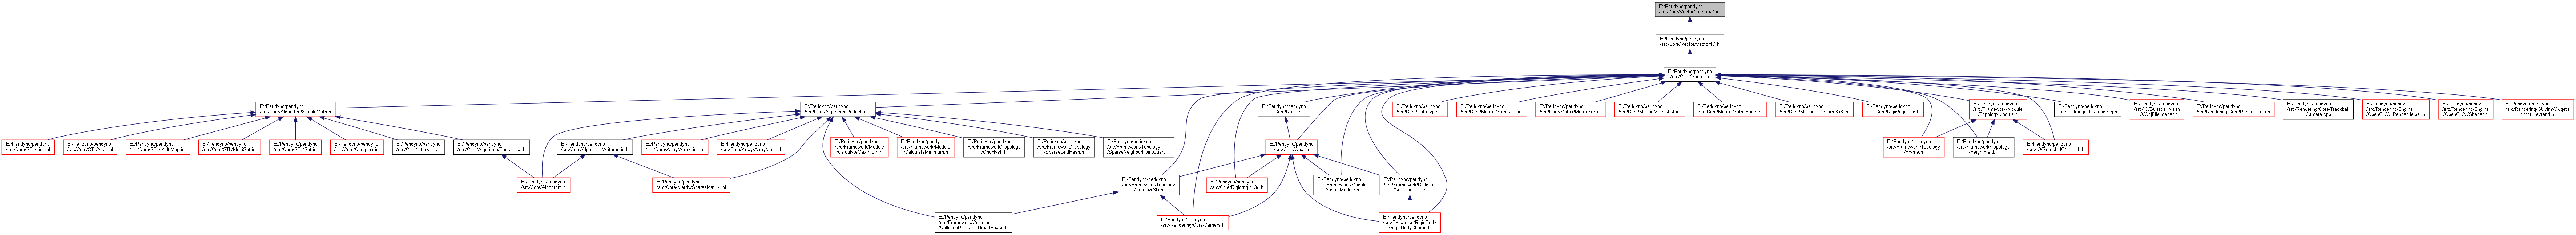 E:/Peridyno/peridyno
/src/Core/Vector/Vector4D.inl
E:/Peridyno/peridyno
/src/Core/Vector/Vector4D.h
E:/Peridyno/peridyno
/src/Core/Vector.h
E:/Peridyno/peridyno
/src/Core/Algorithm/SimpleMath.h
E:/Peridyno/peridyno
/src/Core/Algorithm/Reduction.h
E:/Peridyno/peridyno
/src/Core/Quat.inl
E:/Peridyno/peridyno
/src/Core/DataTypes.h
E:/Peridyno/peridyno
/src/Core/Matrix/Matrix2x2.inl
E:/Peridyno/peridyno
/src/Core/Matrix/Matrix3x3.inl
E:/Peridyno/peridyno
/src/Core/Matrix/Matrix4x4.inl
E:/Peridyno/peridyno
/src/Core/Matrix/MatrixFunc.inl
E:/Peridyno/peridyno
/src/Core/Matrix/Transform3x3.inl
E:/Peridyno/peridyno
/src/Core/Rigid/rigid_2d.h
E:/Peridyno/peridyno
/src/Framework/Module
/TopologyModule.h
E:/Peridyno/peridyno
/src/IO/Image_IO/image.cpp
E:/Peridyno/peridyno
/src/IO/Surface_Mesh
_IO/ObjFileLoader.h
E:/Peridyno/peridyno
/src/Rendering/Core/RenderTools.h
E:/Peridyno/peridyno
/src/Rendering/Core/Trackball
Camera.cpp
E:/Peridyno/peridyno
/src/Rendering/Engine
/OpenGL/GLRenderHelper.h
E:/Peridyno/peridyno
/src/Rendering/Engine
/OpenGL/gl/Shader.h
E:/Peridyno/peridyno
/src/Rendering/GUI/ImWidgets
/imgui_extend.h
E:/Peridyno/peridyno
/src/Core/STL/List.inl
E:/Peridyno/peridyno
/src/Core/STL/Map.inl
E:/Peridyno/peridyno
/src/Core/STL/MultiMap.inl
E:/Peridyno/peridyno
/src/Core/STL/MultiSet.inl
E:/Peridyno/peridyno
/src/Core/STL/Set.inl
E:/Peridyno/peridyno
/src/Core/Complex.inl
E:/Peridyno/peridyno
/src/Core/Interval.cpp
E:/Peridyno/peridyno
/src/Core/Algorithm/Functional.h
E:/Peridyno/peridyno
/src/Core/Algorithm/Arithmetic.h
E:/Peridyno/peridyno
/src/Core/Array/ArrayList.inl
E:/Peridyno/peridyno
/src/Core/Array/ArrayMap.inl
E:/Peridyno/peridyno
/src/Framework/Module
/CalculateMaximum.h
E:/Peridyno/peridyno
/src/Framework/Module
/CalculateMinimum.h
E:/Peridyno/peridyno
/src/Framework/Topology
/GridHash.h
E:/Peridyno/peridyno
/src/Framework/Topology
/SparseGridHash.h
E:/Peridyno/peridyno
/src/Framework/Topology
/SparseNeighborPointQuery.h
E:/Peridyno/peridyno
/src/Core/Quat.h
E:/Peridyno/peridyno
/src/Framework/Topology
/Frame.h
E:/Peridyno/peridyno
/src/Framework/Topology
/HeightField.h
E:/Peridyno/peridyno
/src/IO/Smesh_IO/smesh.h
E:/Peridyno/peridyno
/src/Core/Algorithm.h
E:/Peridyno/peridyno
/src/Core/Matrix/SparseMatrix.inl
E:/Peridyno/peridyno
/src/Framework/Topology
/Primitive3D.h
E:/Peridyno/peridyno
/src/Core/Rigid/rigid_3d.h
E:/Peridyno/peridyno
/src/Framework/Module
/VisualModule.h
E:/Peridyno/peridyno
/src/Framework/Collision
/CollisionData.h
E:/Peridyno/peridyno
/src/Framework/Collision
/CollisionDetectionBroadPhase.h
E:/Peridyno/peridyno
/src/Rendering/Core/Camera.h
E:/Peridyno/peridyno
/src/Dynamics/RigidBody
/RigidBodyShared.h